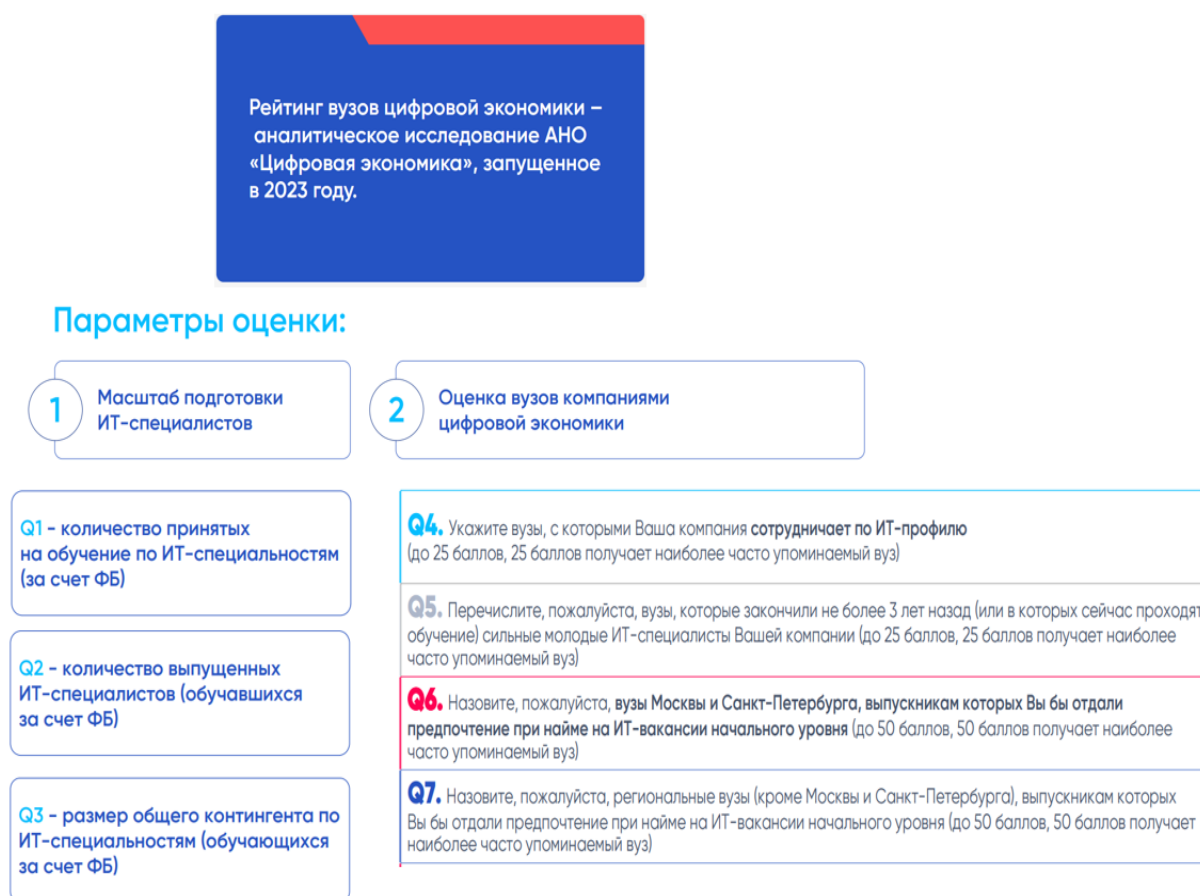 Рейтинг вузов цифровой экономики –
аналитическое исследование АНО
«Цифровая экономика», запущенное
в 2023 году.
Параметры оценки:
1
Масштаб подготовки
ИТ-специалистов
2
Оценка вузов компаниями
цифровой экономики
Q1 - количество принятых
на обучение по ИТ-специальностям
(за счет ФБ)
Q2 - количество выпущенных
ИТ-специалистов (обучавшихся
за счет ФБ)
Q3 - размер общего контингента по
ИТ-специальностям (обучающихся
за счет ФБ)
Q4. Укажите вузы, с которыми Ваша компания сотрудничает по ИТ-профилю
(до 25 баллов, 25 баллов получает наиболее часто упоминаемый вуз)
Q5. Перечислите, пожалуйста, вузы, которые закончили не более 3 лет назад (или в которых сейчас проходят
обучение) сильные молодые ИТ-специалисты Вашей компании (до 25 баллов, 25 баллов получает наиболее
часто упоминаемый вуз)
Q6. Назовите, пожалуйста, вузы Москвы и Санкт-Петербурга, выпускникам которых Вы бы отдали
предпочтение при найме на ИТ-вакансии начального уровня (до 50 баллов, 50 баллов получает наиболее
часто упоминаемый вуз)
Q7. Назовите, пожалуйста, региональные вузы (кроме Москвы и Санкт-Петербурга), выпускникам которых
Вы бы отдали предпочтение при найме на ИТ-вакансии начального уровня (до 50 баллов, 50 баллов получает
наиболее часто упоминаемый вуз)